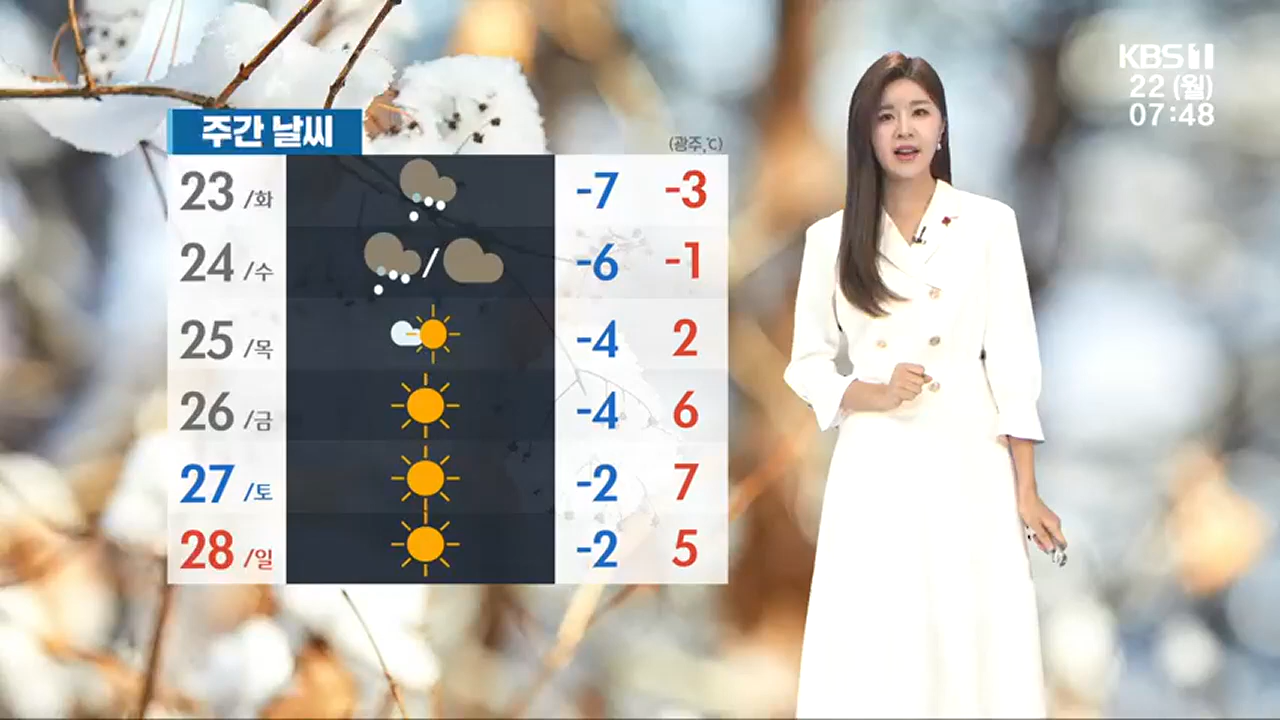 KBS 1
22 (월)
07:48
주간 날씨
(광주,℃)
23 /화 -7 -3
24 /수 / -6 -1
25 /목 -4 2
26 /금 -4 6
27 /토 -2 7
28 /일 -2 5